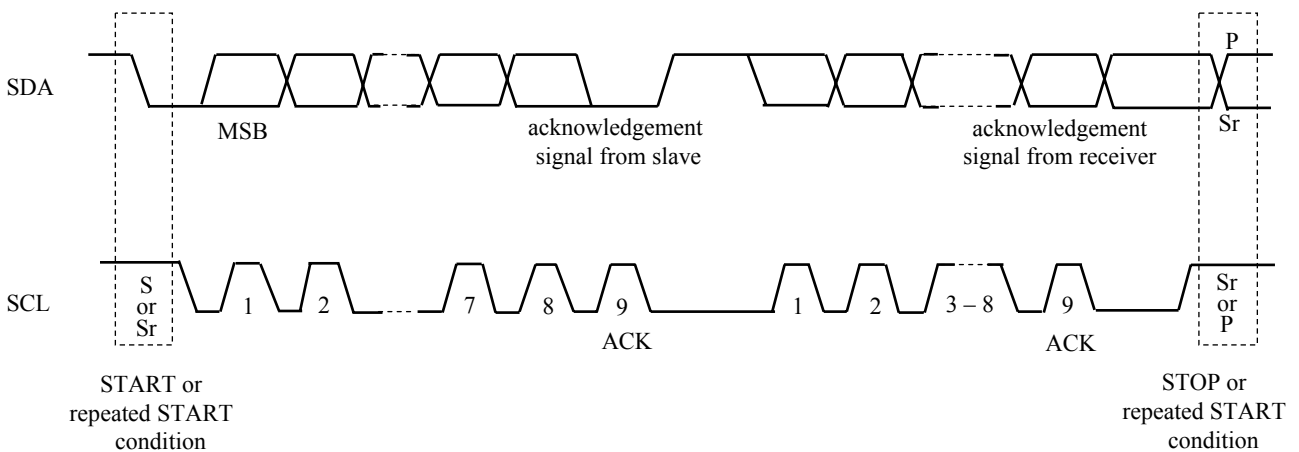 P
SDA
MSB
acknowledgement
signal from slave
acknowledgement
signal from receiver
Sr
SCL
S
or
Sr
1
2
7
8
9
1
2
3 – 8
9
Sr
or
P
ACK
ACK
START or
repeated START
condition
STOP or
repeated START
condition